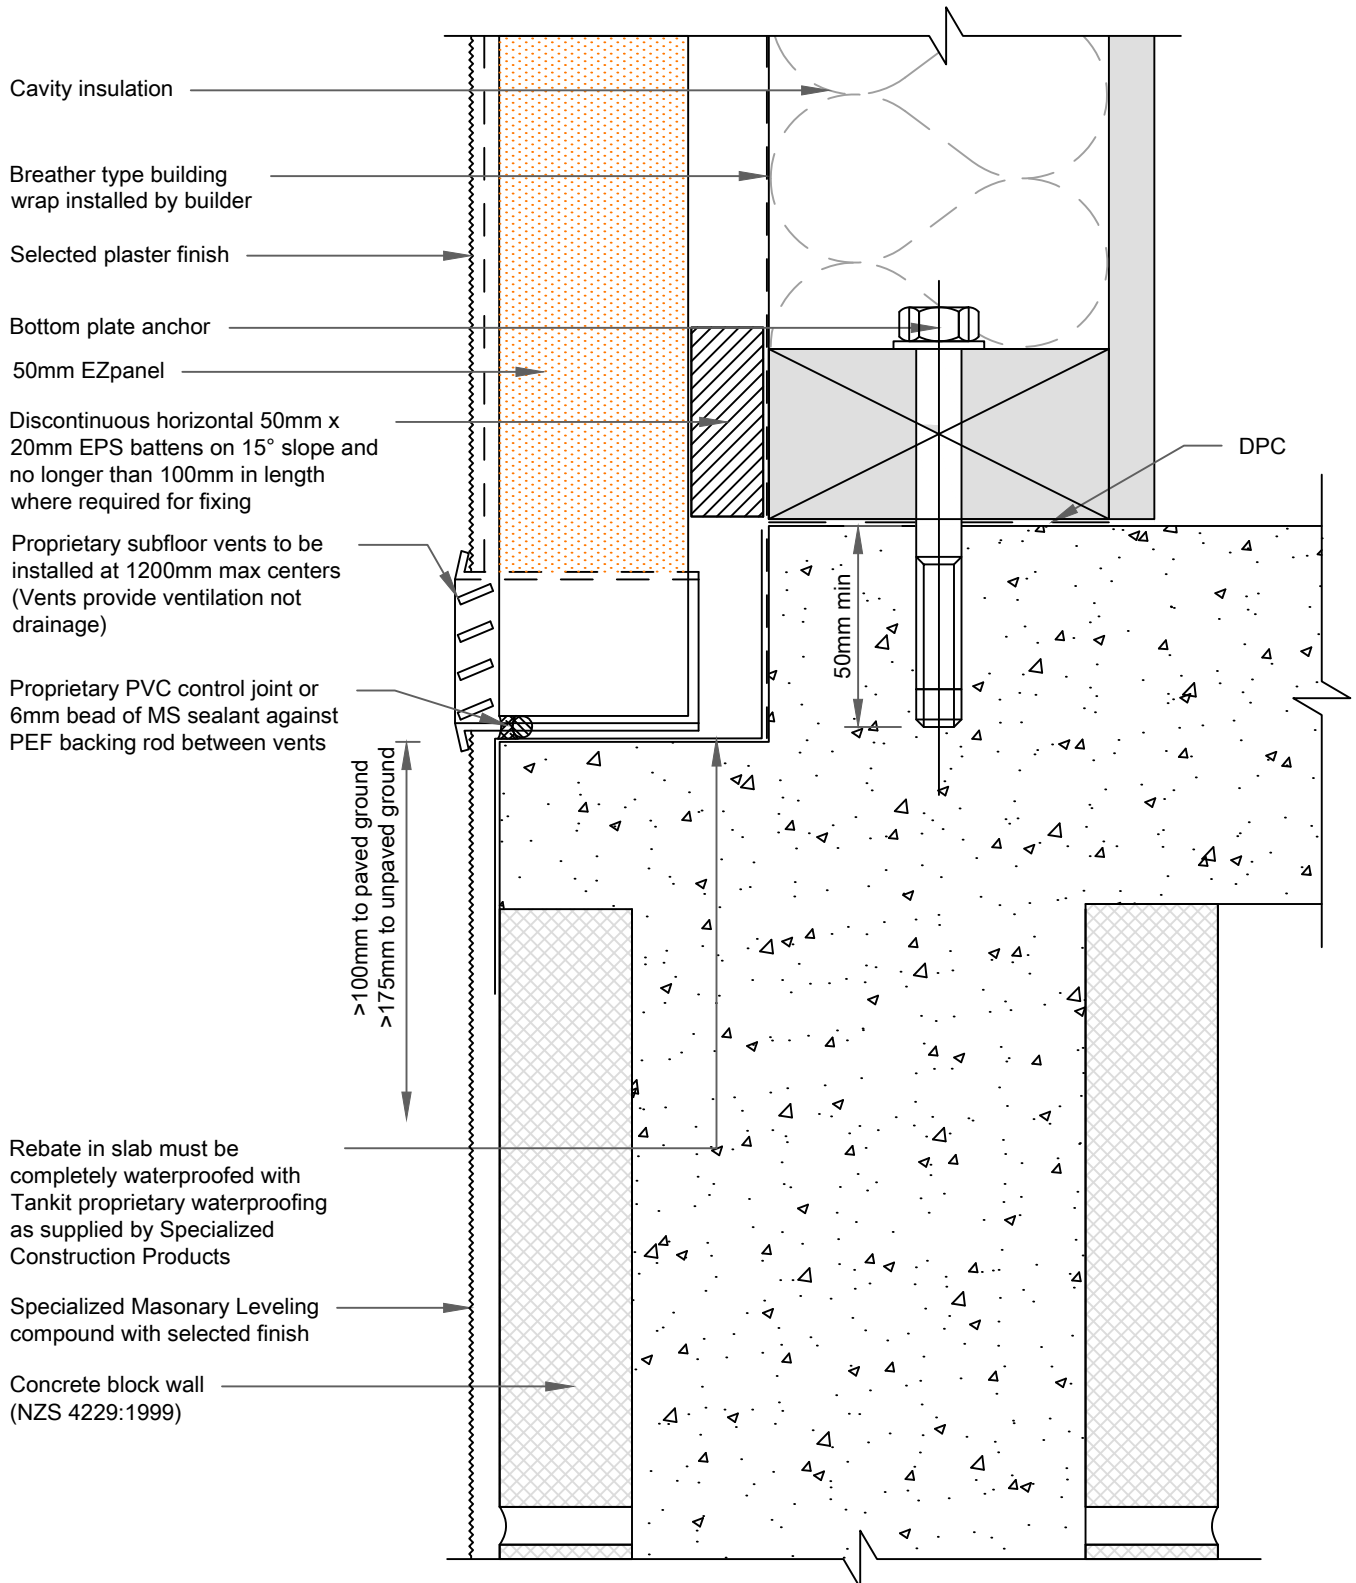 Cavity insulation
Breather type building
wrap installed by builder
Selected plaster finish
Bottom plate anchor
50mm EZpanel
Discontinuous horizontal 50mm x
20mm EPS battens on 15° slope and
no longer than 100mm in length
where required for fixing
DPC
Proprietary subfloor vents to be
installed at 1200mm max centers
(Vents provide ventilation not
drainage)
50mm min
Proprietary PVC control joint or
6mm bead of MS sealant against
PEF backing rod between vents
>100mm to paved ground
>175mm to unpaved ground
Rebate in slab must be
completely waterproofed with
Tankit proprietary waterproofing
as supplied by Specialized
Construction Products
Specialized Masonary Leveling
compound with selected finish
Concrete block wall
(NZS 4229:1999)